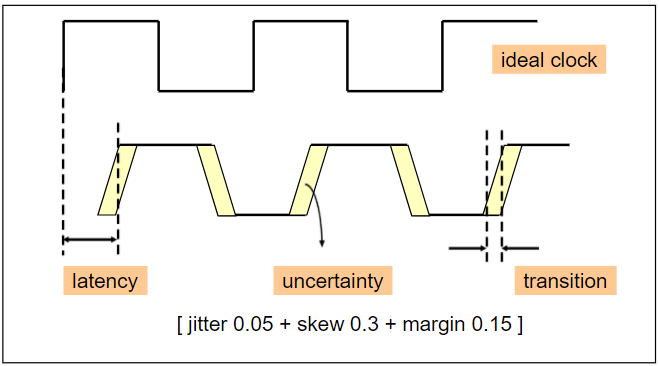 ideal clock
latency
uncertainty
transition
[ jitter 0.05 + skew 0.3 + margin 0.15 ]